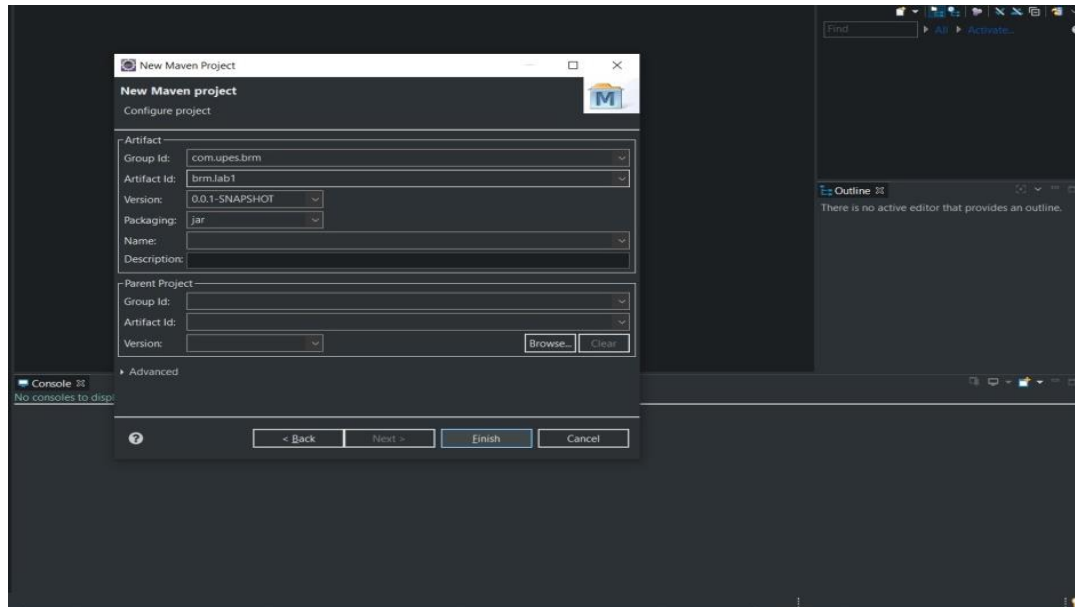 Find
All
Activate...
New Maven Project
New Maven project
Configure project
M
Artifact
Group Id: com.upes.brm
Artifact Id: brm.lab1
Version: 0.0.1-SNAPSHOT
Packaging: jar
Name:
Description:
Parent Project
Group Id:
Artifact Id:
Version:
Browse...
Clear
Advanced
< Back
Next >
Finish
Cancel
Outline
There is no active editor that provides an outline.
Console
No consoles to disp